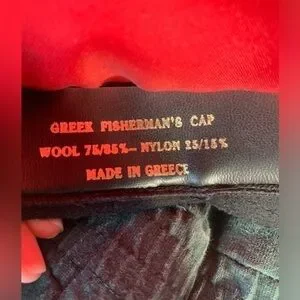 GREEK FISHERMAN'S CAP
WOOL 75/85%- NYLON 25/15%
MADE IN GREECE